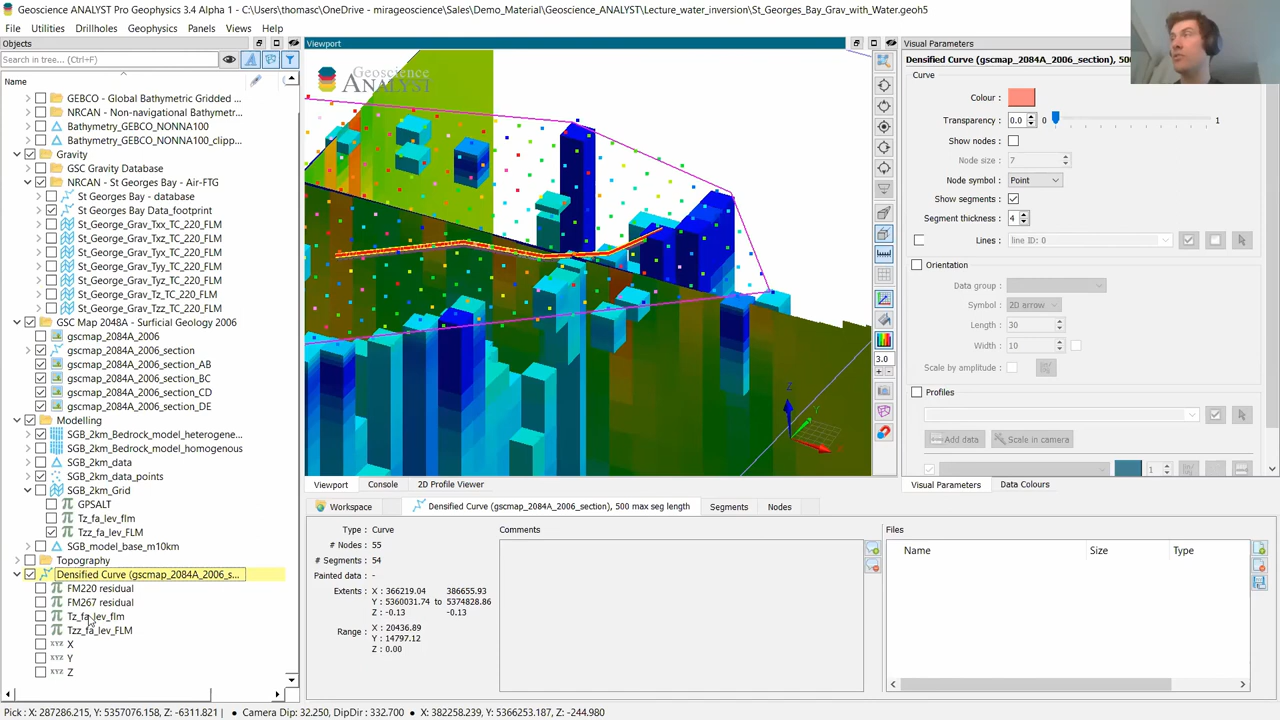 Geoscience ANALYST Pro Geophysics 3.4 Alpha 1 - C:\Users\thomasc\OneDrive - mirageoscience\Sales\Demo_Material\Geoscience_ANALYST\Lecture_water_inversion\St_Georges_Bay_Grav_with_Water.geoh5
File Utilities Drillholes Geophysics Panels Views Help
Objects
Search in tree... (Ctrl+F)
Name
GEBCO - Global Bathymetric Gridded ...
NRCAN - Non-navigational Bathymetr...
Bathymetry_GEBCO_NONNA100
Bathymetry_GEBCO_NONNA100_clipp...
Gravity
GSC Gravity Database
NRCAN - St Georges Bay - Air-FTG
St Georges Bay - database
St Georges Bay Data_footprint
St_George_Grav_Txx_TC_220_FLM
St_George_Grav_Txy_TC_220_FLM
St_George_Grav_Txz_TC_220_FLM
St_George_Grav_Tyy_TC_220_FLM
St_George_Grav_Tyz_TC_220_FLM
St_George_Grav_Tz_TC_220_FLM
St_George_Grav_Tzz_TC_220_FLM
GSC Map 2048A - Surficial Geology 2006
gscmap_2084A_2006
gscmap_2084A_2006_section
gscmap_2084A_2006_section_AB
gscmap_2084A_2006_section_BC
gscmap_2084A_2006_section_CD
gscmap_2084A_2006_section_DE
Modelling
SGB_2km_Bedrock_model_heterogene...
SGB_2km_Bedrock_model_homogenous
SGB_2km_data
SGB_2km_data_points
SGB_2km_Grid
GPSALT
Tz_fa_lev_flm
Tzz_fa_lev_FLM
SGB_model_base_m10km
Topography
Densified Curve (gscmap_2084A_2006_s...
FM220 residual
FM267 residual
Tz_fa_lev_flm
Tzz_fa_lev_FLM
XYZ X
XYZ Y
XYZ Z
Viewport
Geoscience
ANALYST
Z
Y
3.0
Viewport Console 2D Profile Viewer
Visual Parameters
Densified Curve (gscmap_2084A_2006_section), 50
Curve
Colour :
Transparency : 0.0 0 1
Show nodes :
Node size : 7
Node symbol : Point
Show segments :
Segment thickness : 4
Lines : line ID: 0
Orientation
Data group :
Symbol : 2D arrow
Length : 30
Width : 10
Scale by amplitude :
Profiles
Add data Scale in camera
1
Visual Parameters Data Colours
Workspace Densified Curve (gscmap_2084A_2006_section), 500 max seg length Segments Nodes
Type : Curve
# Nodes : 55
# Segments : 54
Painted data : -
Extents : X : 366219.04 386655.93
Y : 5360031.74 to 5374828.86
Z : -0.13 -0.13
Range : X : 20436.89
Y : 14797.12
Z : 0.00
Comments
Files
Name Size Type
Pick : X: 287286.215, Y: 5357076.158, Z: -6311.821 | • Camera Dip: 32.250, DipDir : 332.700 • X: 382258.239, Y: 5366253.187, Z: -244.980